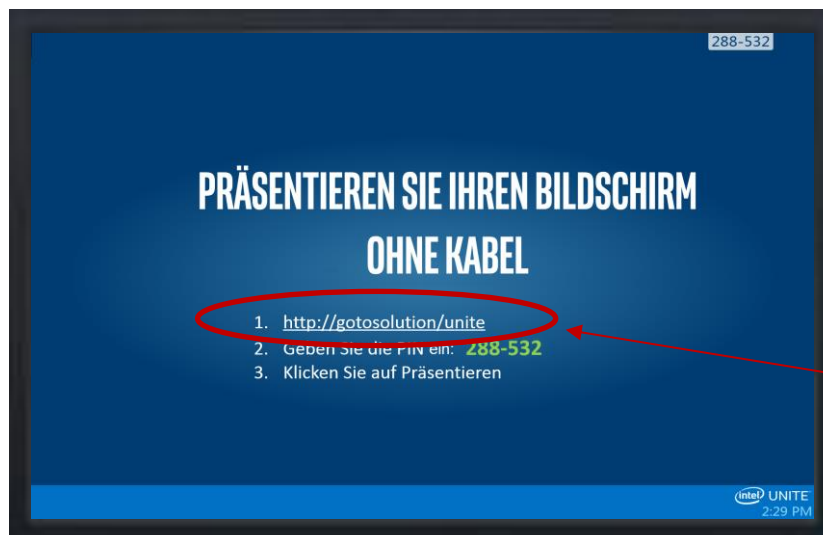 288-532
PRÄSENTIEREN SIE IHREN BILDSCHIRM
OHNE KABEL
1. http://gotosolution/unite
2. Geben Sie die PIN ein: 288-532
3. Klicken Sie auf Präsentieren
intel UNITE
2:29 PM